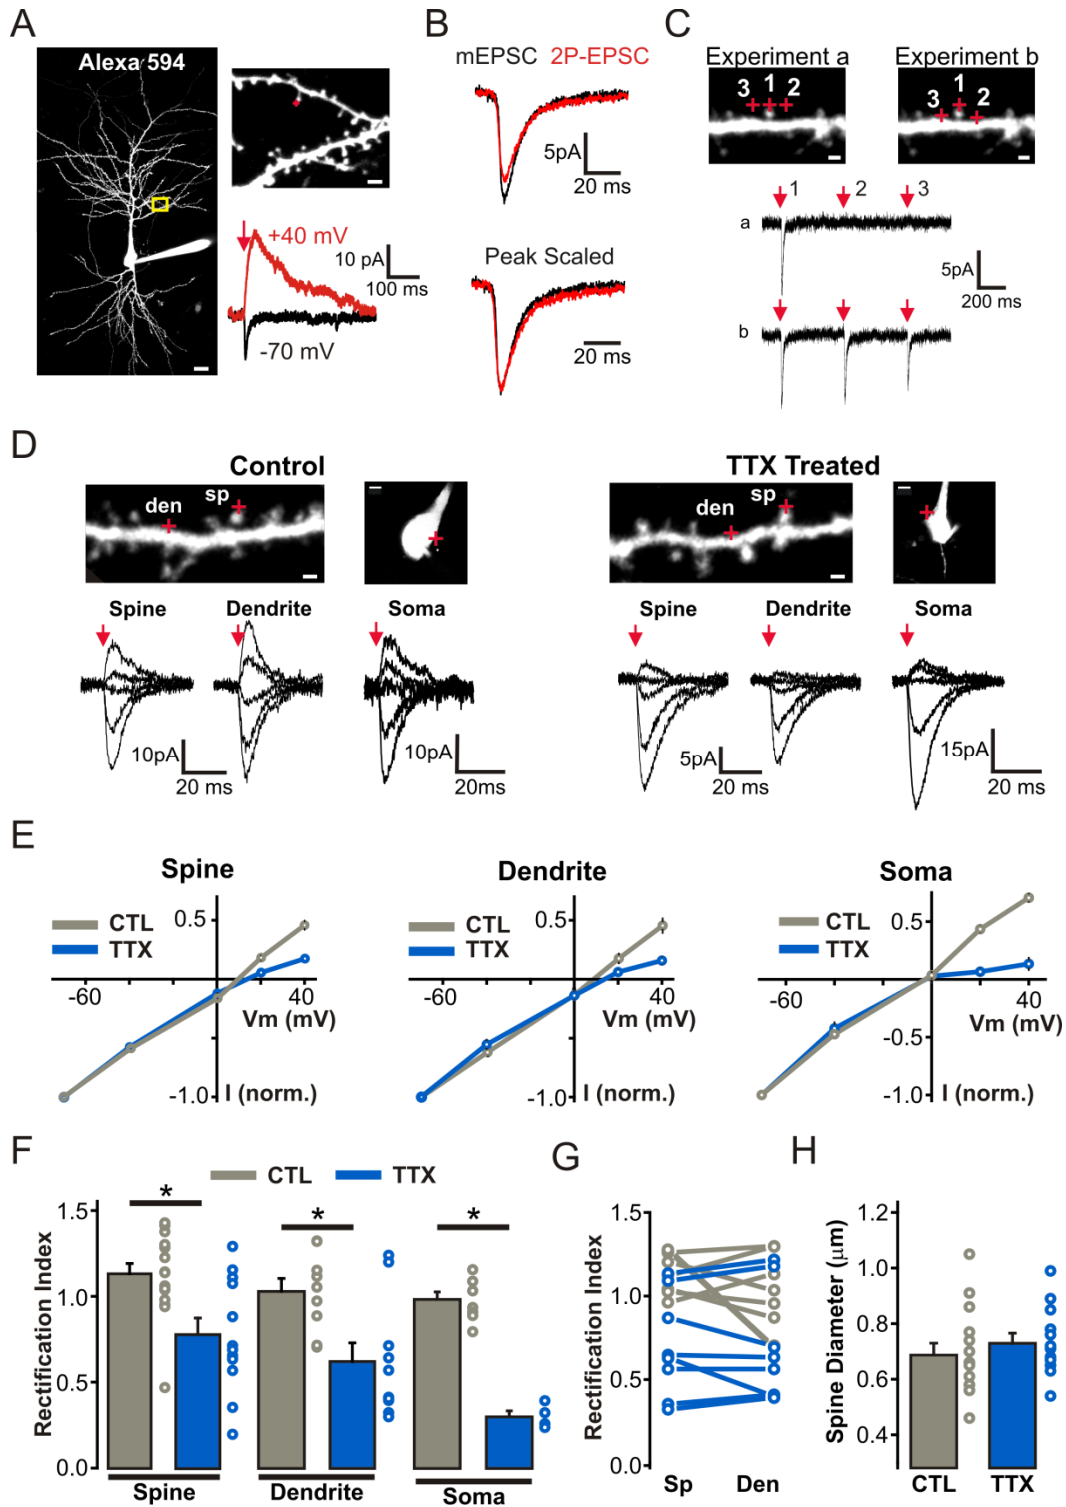 A
Alexa 594
+40 mV
10 pA
100 ms
-70 mV
B
mEPSC 2P-EPSC
5pA
20 ms
Peak Scaled
20 ms
C
Experiment a
3 1 2
Experiment b
3 1 2
1 2 3
a
5pA
200 ms
b
D
Control
den sp
Spine Dendrite Soma
10pA
20 ms
10pA
20ms
TTX Treated
den sp
Spine Dendrite Soma
5pA
20 ms
15pA
20 ms
E
Spine
CTL
TTX
0.5
-60 40
Vm (mV)
-1.0 I (norm.)
Dendrite
CTL
TTX
0.5
-60 40
Vm (mV)
-1.0 I (norm.)
Soma
CTL
TTX
0.5
-60 40
Vm (mV)
-0.5
-1.0 I (norm.)
F
CTL TTX
Rectification Index
1.5
1.0
0.5
0.0
* * *
Spine Dendrite Soma
G
Rectification Index
1.5
1.0
0.5
0.0
Sp Den
H
Spine Diameter (µm)
1.2
1.0
0.8
0.6
0.4
CTL TTX